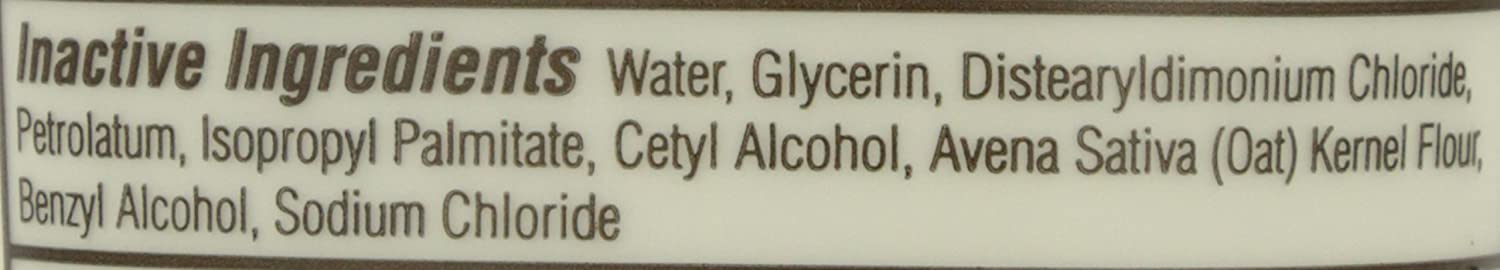 Inactive Ingredients Water, Glycerin, Distearyldimonium Chloride,
Petrolatum, Isopropyl Palmitate, Cetyl Alcohol, Avena Sativa (Oat) Kernel Flour,
Benzyl Alcohol, Sodium Chloride